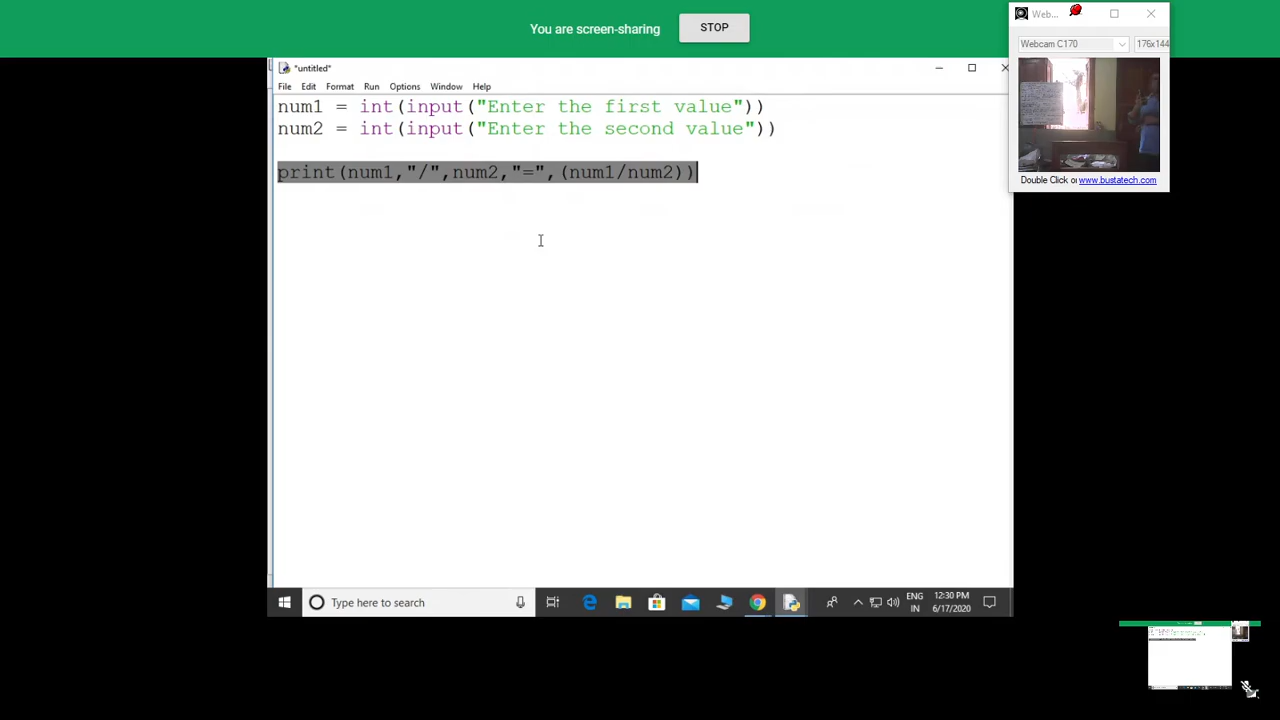 You are screen-sharing STOP
Web...
Webcam C170 176x144
Double Click or www.bustatech.com
*untitled*
File Edit Format Run Options Window Help
num1 = int(input("Enter the first value"))
num2 = int(input("Enter the second value"))
print(num1,"/",num2,"=",(num1/num2))
Type here to search
ENG
IN
12:30 PM
6/17/2020